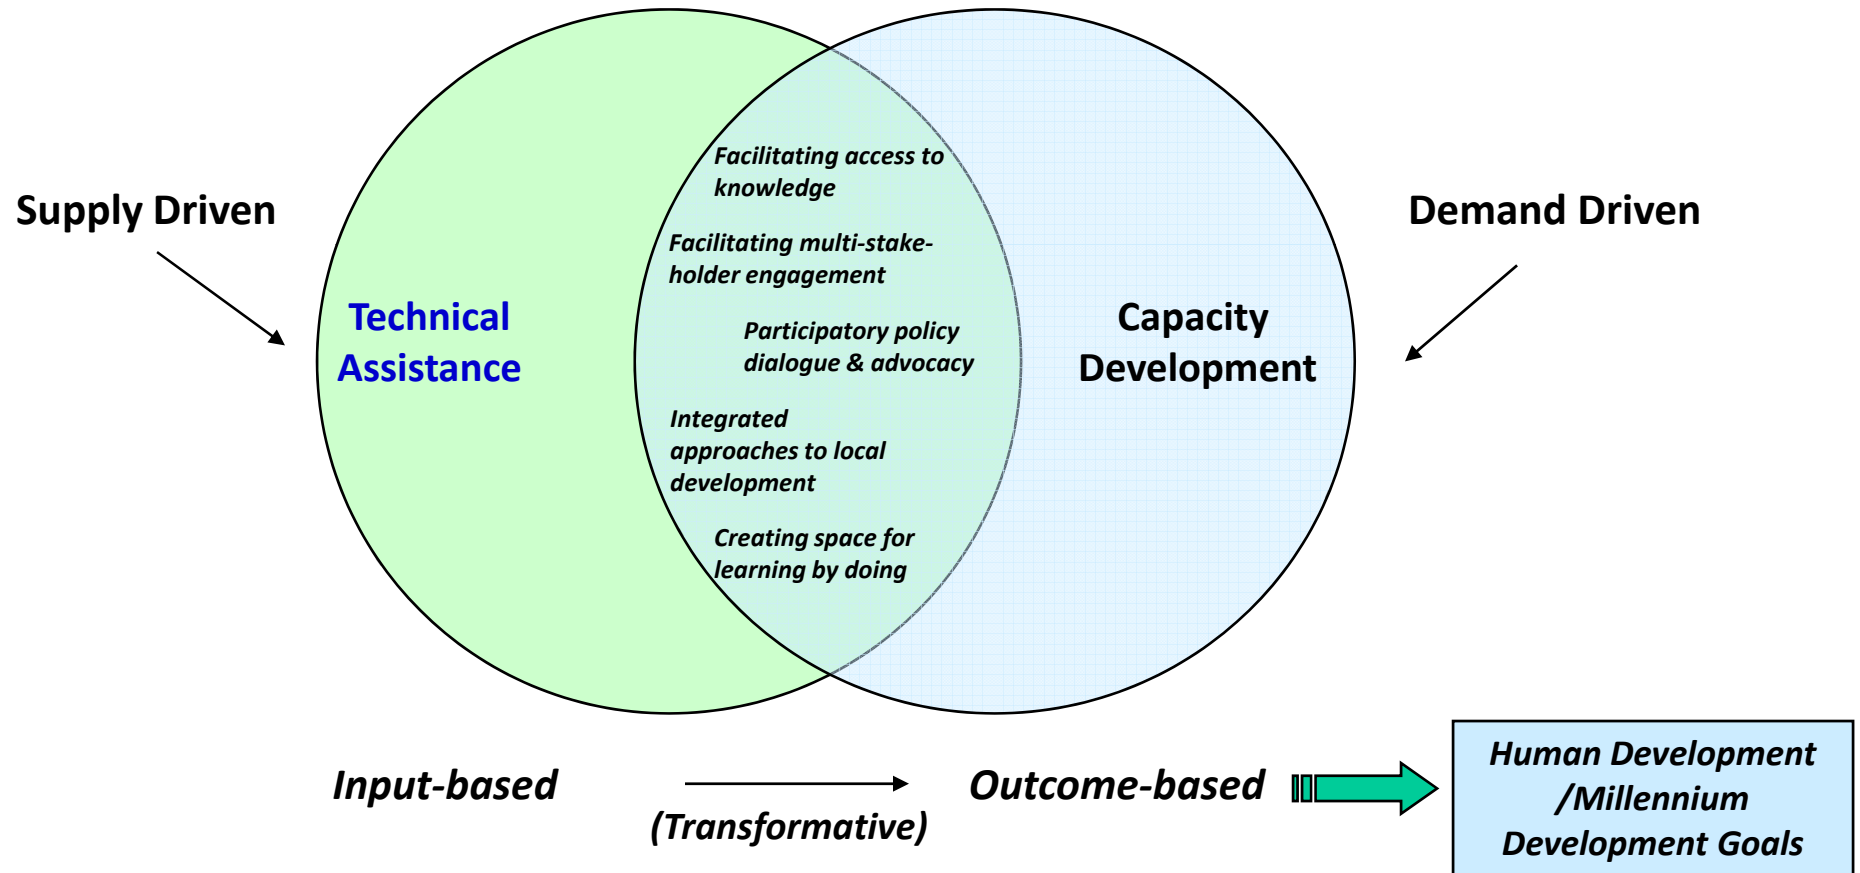 Supply Driven
Technical
Assistance
Facilitating access to
knowledge
Facilitating multi-stake-
holder engagement
Participatory policy
dialogue & advocacy
Integrated
approaches to local
development
Creating space for
learning by doing
Capacity
Development
Demand Driven
Input-based
(Transformative)
Outcome-based
Human Development
/Millennium
Development Goals